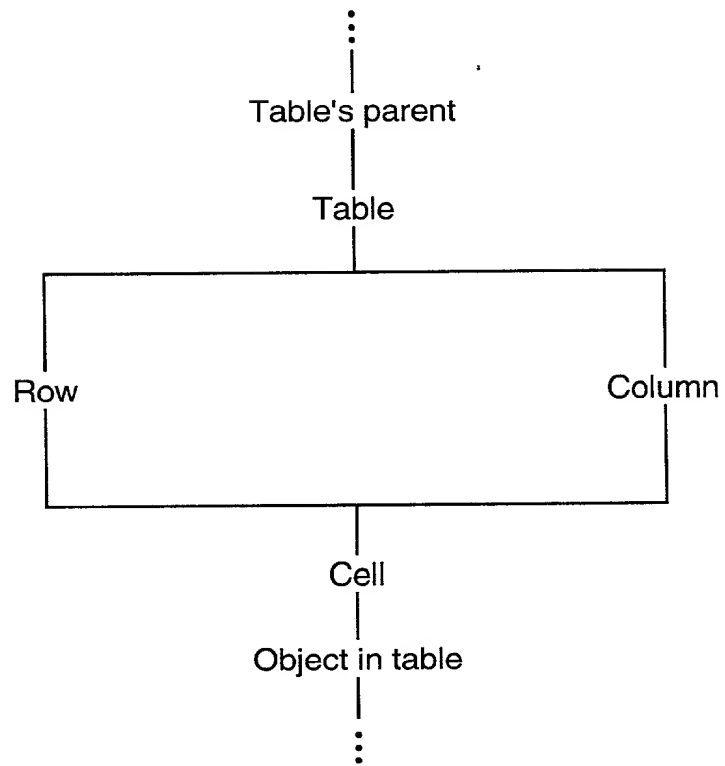 Table's parent
Table
Row
Column
Cell
Object in table